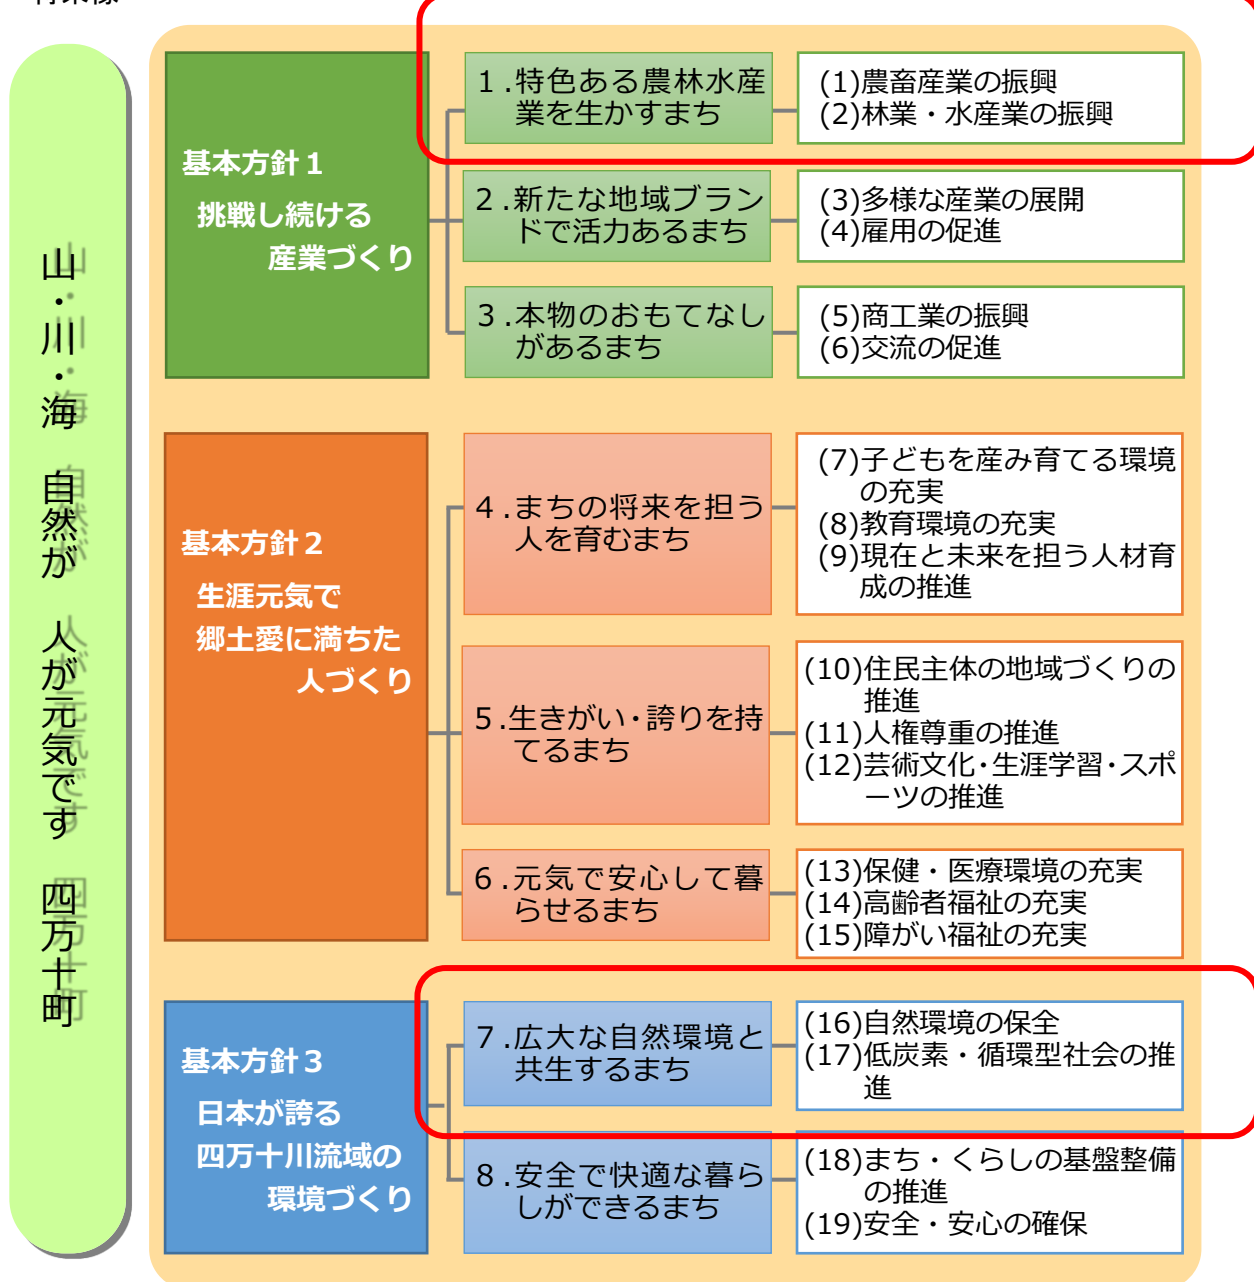 将来像
山・川・海 自然が 人が元気です 四万十町
基本方針１
挑戦し続ける
産業づくり
１.特色ある農林水産
業を生かすまち
(1)農畜産業の振興
(2)林業・水産業の振興
２.新たな地域ブラン
ドで活力あるまち
(3)多様な産業の展開
(4)雇用の促進
３.本物のおもてなし
があるまち
(5)商工業の振興
(6)交流の促進
基本方針２
生涯元気で
郷土愛に満ちた
人づくり
４.まちの将来を担う
人を育むまち
(7)子どもを産み育てる環境
の充実
(8)教育環境の充実
(9)現在と未来を担う人材育
成の推進
５.生きがい・誇りを持
てるまち
(10)住民主体の地域づくりの
推進
(11)人権尊重の推進
(12)芸術文化・生涯学習・スポ
ーツの推進
６.元気で安心して暮
らせるまち
(13)保健・医療環境の充実
(14)高齢者福祉の充実
(15)障がい福祉の充実
基本方針３
日本が誇る
四万十川流域の
環境づくり
７.広大な自然環境と
共生するまち
(16)自然環境の保全
(17)低炭素・循環型社会の推
進
８.安全で快適な暮ら
しができるまち
(18)まち・くらしの基盤整備
の推進
(19)安全・安心の確保